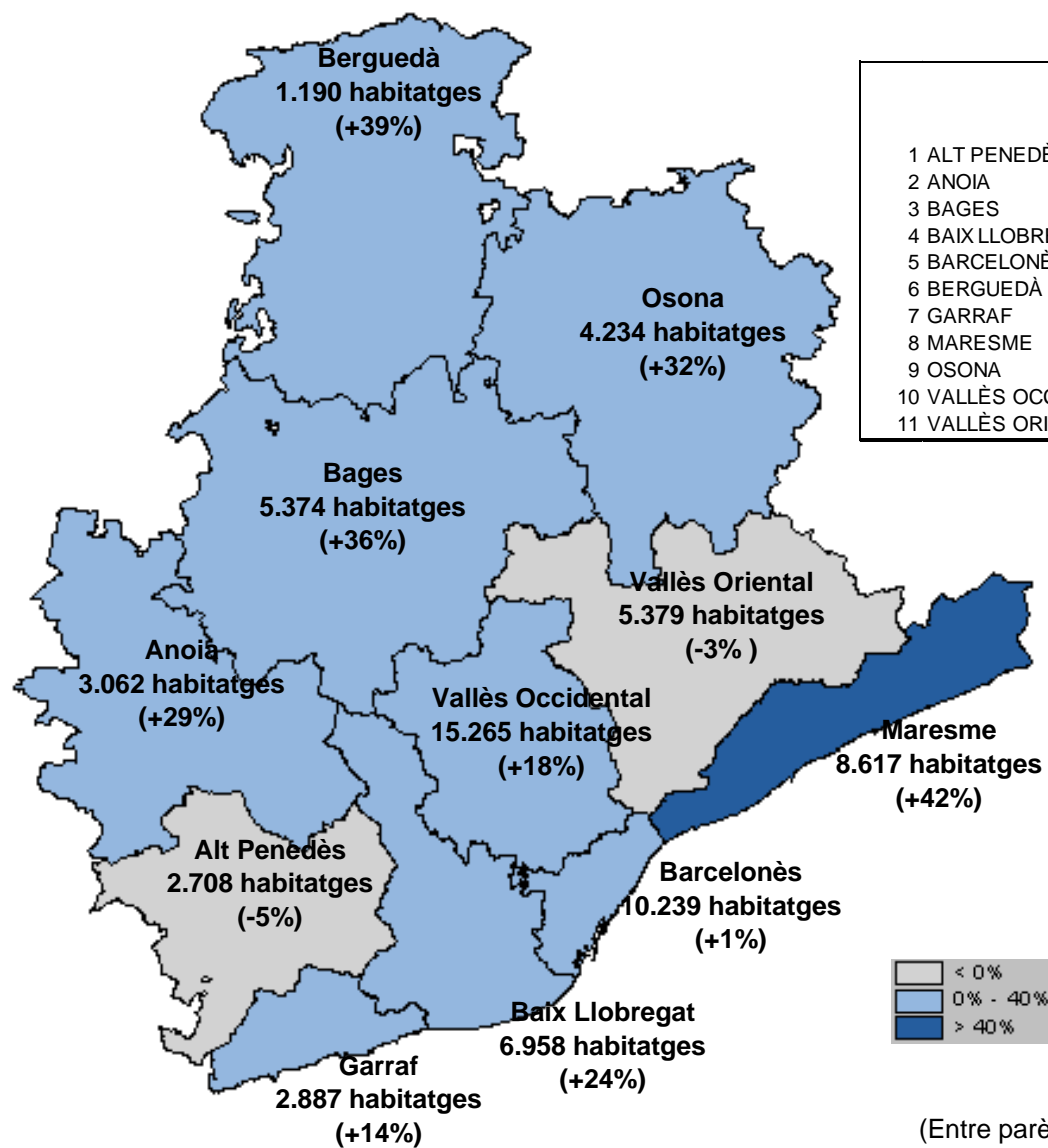 Berguedà
1.190 habitatges
(+39%)
1 ALT PENEDÈ
2 ANOIA
3 BAGES
4 BAIX LLOBRE
5 BARCELONÈ
6 BERGUEDÀ
7 GARRAF
8 MARESME
9 OSONA
10 VALLÈS OCC
11 VALLÈS ORI
Osona
4.234 habitatges
(+32%)
Bages
5.374 habitatges
(+36%)
Vallès Oriental
5.379 habitatges
(-3% )
Anoia
3.062 habitatges
(+29%)
Vallès Occidental
15.265 habitatges
(+18%)
Maresme
8.617 habitatges
(+42%)
Alt Penedès
2.708 habitatges
(-5%)
Barcelonès
10.239 habitatges
(+1%)
< 0%
0% - 40%
> 40%
Baix Llobregat
6.958 habitatges
(+24%)
Garraf
2.887 habitatges
(+14%)
(Entre parè